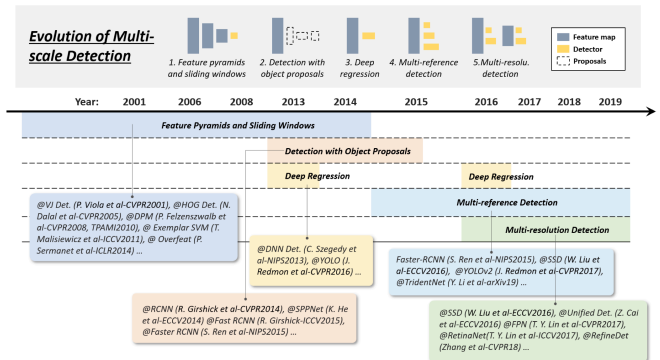 Evolution of Multi-
scale Detection
1. Feature pyramids
and sliding windows
2. Detection with
object proposals
3. Deep
regression
4. Multi-reference
detection
5.Multi-resolu.
detection
Feature map
Detector
Proposals
Year: 2001 2006 2008 2013 2014 2015 2016 2017 2018 2019
Feature Pyramids and Sliding Windows
Detection with Object Proposals
Deep Regression Deep Regression
Multi-reference Detection
Multi-resolution Detection
@VJ Det. (P. Viola et al-CVPR2001), @HOG Det. (N.
Dalal et al-CVPR2005), @DPM (P. Felzenszwalb et
al-CVPR2008, TPAMI2010), @ Exemplar SVM (T.
Malisiewicz et al-ICCV2011), @ Overfeat (P.
Sermanet et al-ICLR2014) ...
@DNN Det. (C. Szegedy et
al-NIPS2013), @YOLO (J.
Redmon et al-CVPR2016) ...
Faster-RCNN (S. Ren et al-NIPS2015), @SSD (W. Liu et
al-ECCV2016), @YOLOv2 (J. Redmon et al-CVPR2017),
@TridentNet (Y. Li et al-arXiv19) ...
@RCNN (R. Girshick et al-CVPR2014), @SPPNet (K. He
et al-ECCV2014) @Fast RCNN (R. Girshick-ICCV2015),
@Faster RCNN (S. Ren et al-NIPS2015) ...
@SSD (W. Liu et al-ECCV2016), @Unified Det. (Z. Cai
et al-ECCV2016) @FPN (T. Y. Lin et al-CVPR2017),
@RetinaNet(T. Y. Lin et al-ICCV2017), @RefineDet
(Zhang et al-CVPR18) ...